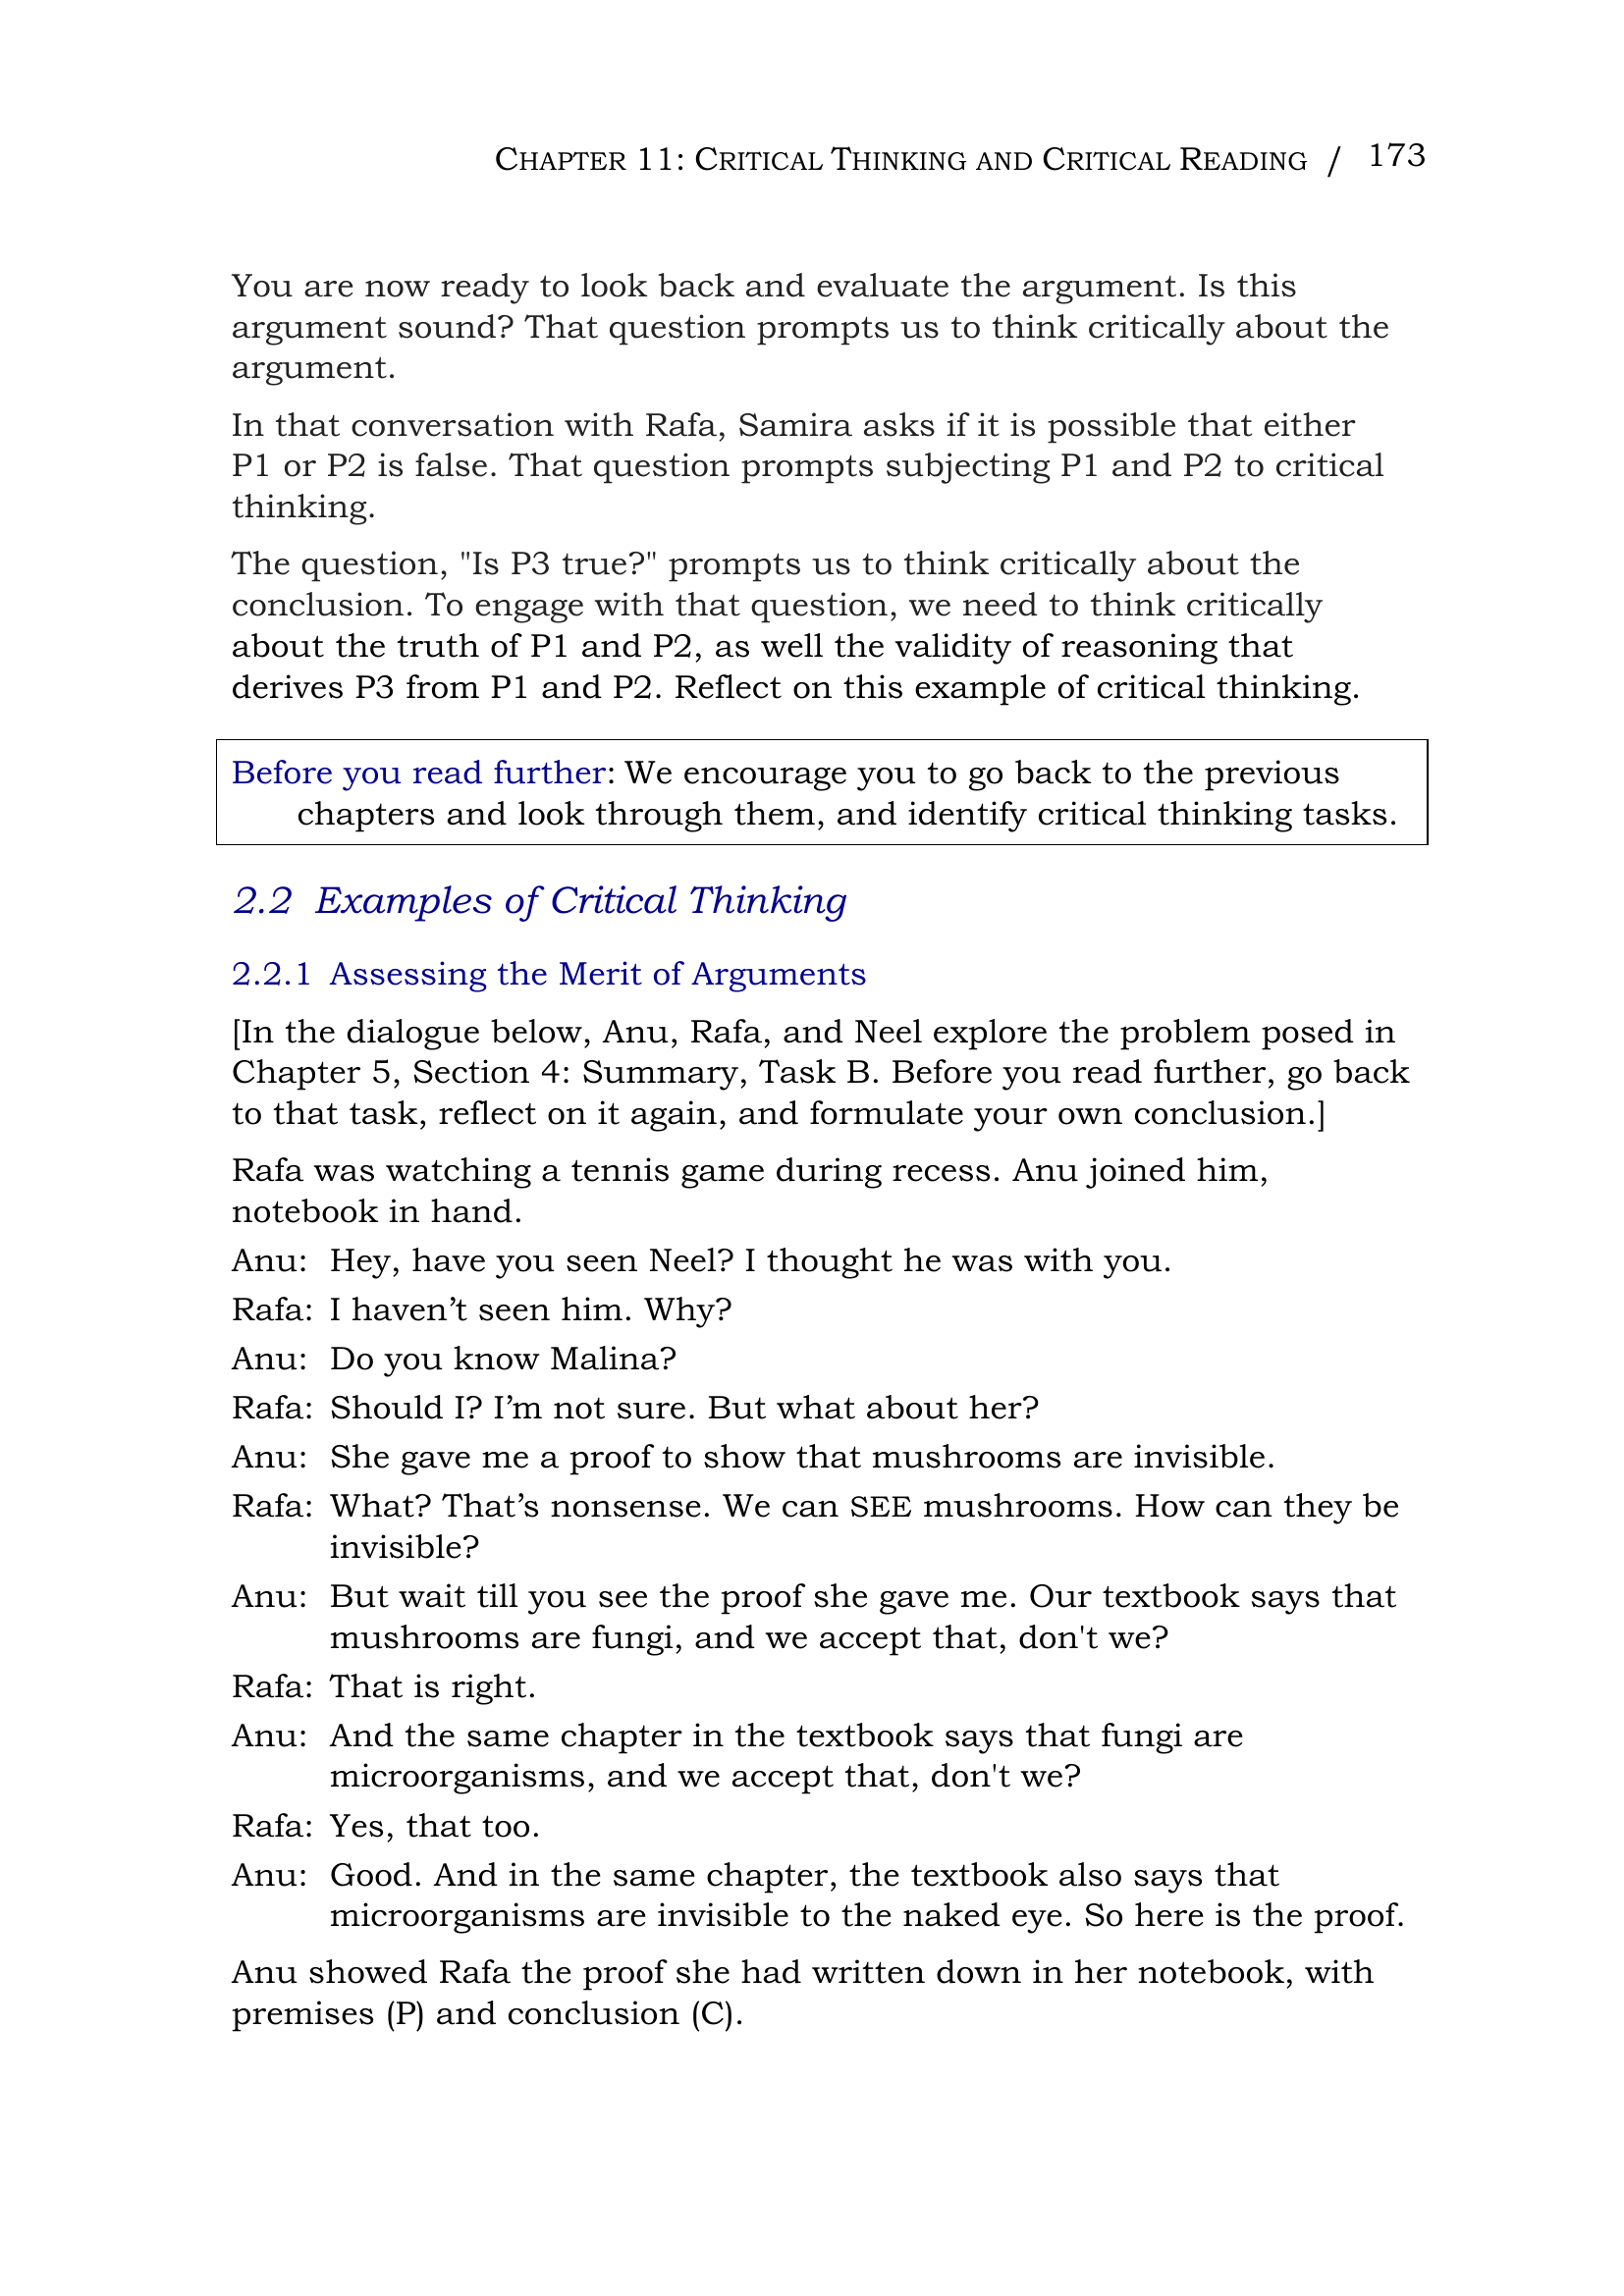 CHAPTER 11: CRITICAL THINKING AND CRITICAL READING / 173
You are now ready to look back and evaluate the argument. Is this
argument sound? That question prompts us to think critically about the
argument.
In that conversation with Rafa, Samira asks if it is possible that either
P1 or P2 is false. That question prompts subjecting P1 and P2 to critical
thinking.
The question, "Is P3 true?" prompts us to think critically about the
conclusion. To engage with that question, we need to think critically
about the truth of P1 and P2, as well the validity of reasoning that
derives P3 from P1 and P2. Reflect on this example of critical thinking.
Before you read further: We encourage you to go back to the previous
chapters and look through them, and identify critical thinking tasks.
2.2 Examples of Critical Thinking
2.2.1 Assessing the Merit of Arguments
[In the dialogue below, Anu, Rafa, and Neel explore the problem posed in
Chapter 5, Section 4: Summary, Task B. Before you read further, go back
to that task, reflect on it again, and formulate your own conclusion.]
Rafa was watching a tennis game during recess. Anu joined him,
notebook in hand.
Anu: Hey, have you seen Neel? I thought he was with you.
Rafa: I haven’t seen him. Why?
Anu: Do you know Malina?
Rafa: Should I? I’m not sure. But what about her?
Anu: She gave me a proof to show that mushrooms are invisible.
Rafa: What? That’s nonsense. We can SEE mushrooms. How can they be
invisible?
Anu: But wait till you see the proof she gave me. Our textbook says that
mushrooms are fungi, and we accept that, don't we?
Rafa: That is right.
Anu: And the same chapter in the textbook says that fungi are
microorganisms, and we accept that, don't we?
Rafa: Yes, that too.
Anu: Good. And in the same chapter, the textbook also says that
microorganisms are invisible to the naked eye. So here is the proof.
Anu showed Rafa the proof she had written down in her notebook, with
premises (P) and conclusion (C).